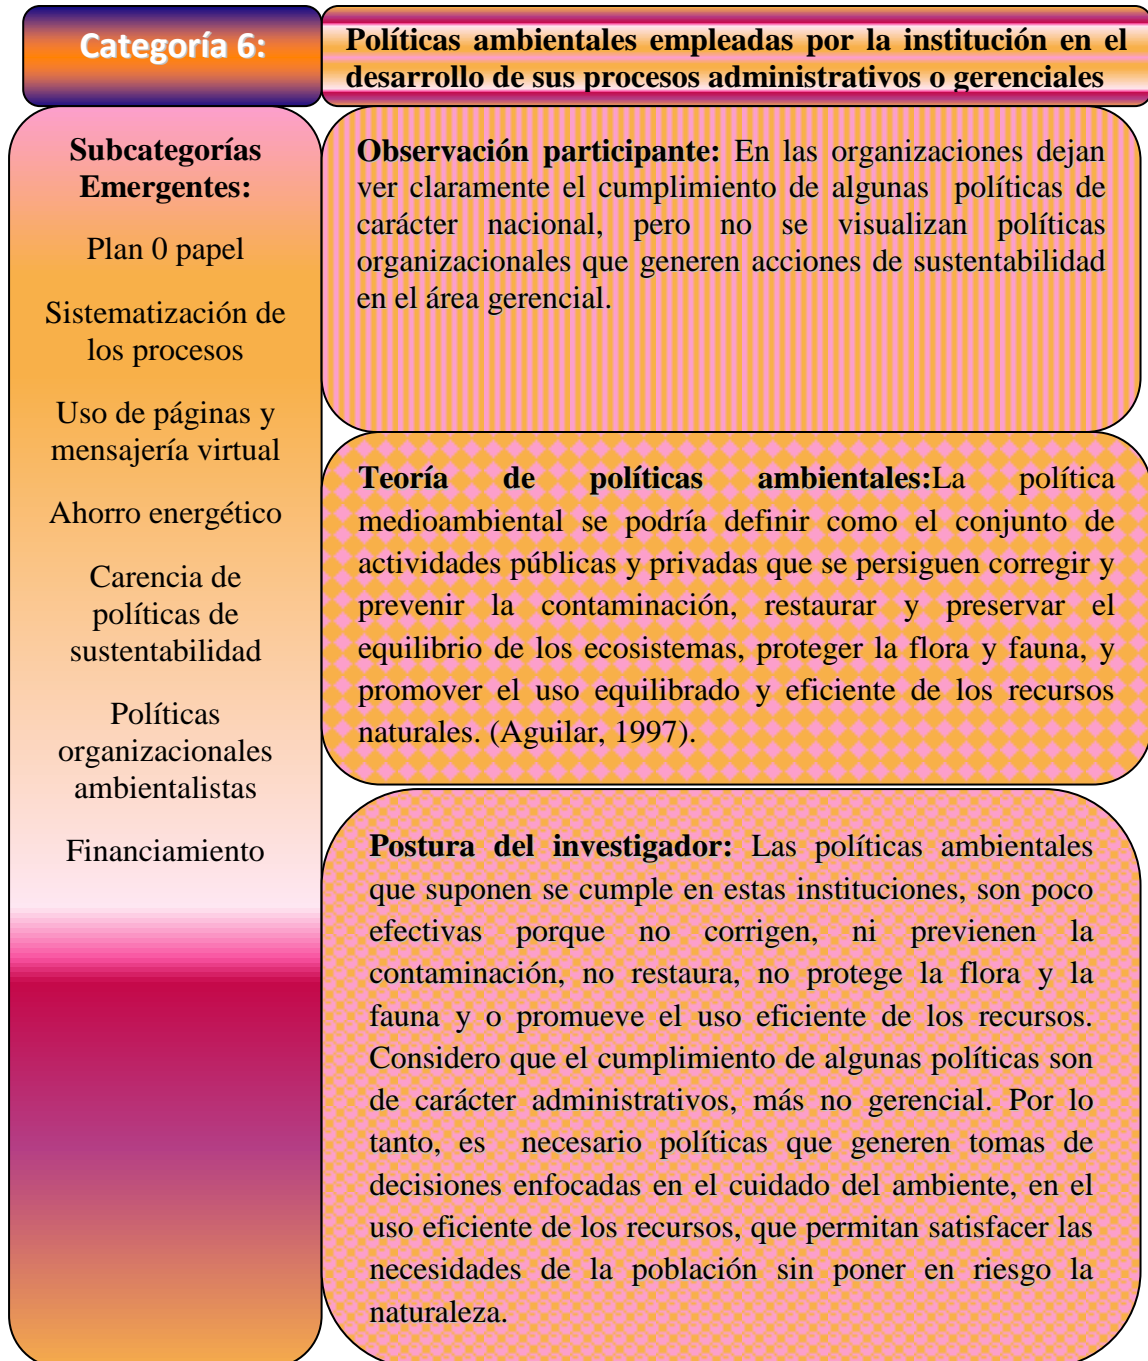 Categoría 6:
Políticas ambientales empleadas por la institución en el
desarrollo de sus procesos administrativos o gerenciales
Subcategorías
Emergentes:
Plan 0 papel
Sistematización de
los procesos
Uso de páginas y
mensajería virtual
Ahorro energético
Carencia de
políticas de
sustentabilidad
Políticas
organizacionales
ambientalistas
Financiamiento
Observación participante: En las organizaciones dejan
ver claramente el cumplimiento de algunas políticas de
carácter nacional, pero no se visualizan políticas
organizacionales que generen acciones de sustentabilidad
en el área gerencial.
Teoría de políticas ambientales:La política
medioambiental se podría definir como el conjunto de
actividades públicas y privadas que se persiguen corregir y
prevenir la contaminación, restaurar y preservar el
equilibrio de los ecosistemas, proteger la flora y fauna, y
promover el uso equilibrado y eficiente de los recursos
naturales. (Aguilar, 1997).
Postura del investigador: Las políticas ambientales
que suponen se cumple en estas instituciones, son poco
efectivas porque no corrigen, ni previenen la
contaminación, no restaura, no protege la flora y la
fauna y o promueve el uso eficiente de los recursos.
Considero que el cumplimiento de algunas políticas son
de carácter administrativos, más no gerencial. Por lo
tanto, es necesario políticas que generen tomas de
decisiones enfocadas en el cuidado del ambiente, en el
uso eficiente de los recursos, que permitan satisfacer las
necesidades de la población sin poner en riesgo la
naturaleza.